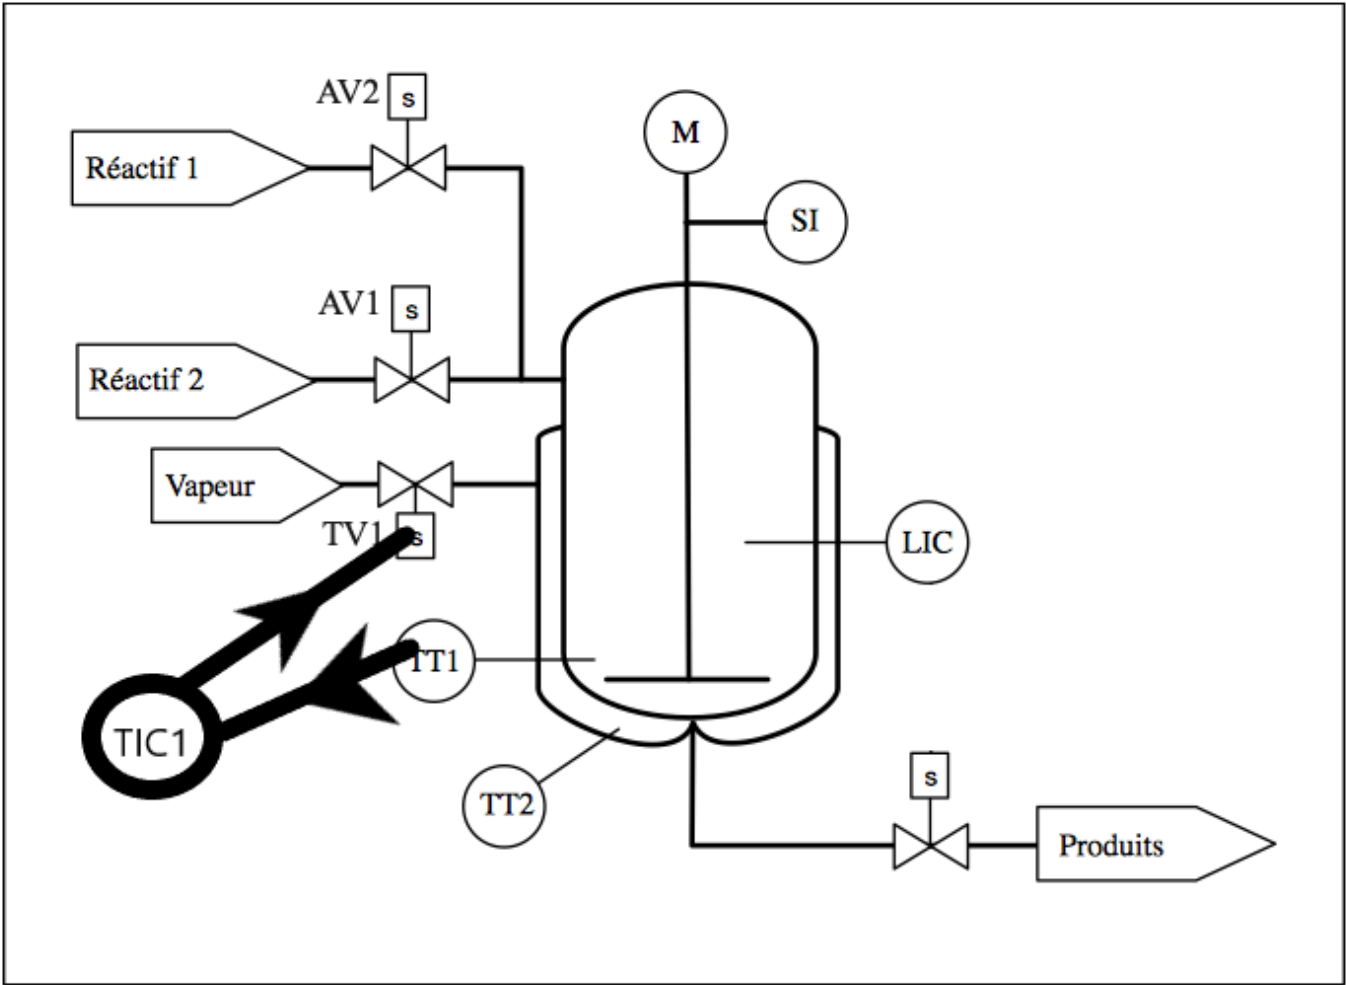 AV2
s
M
Réactif 1
SI
AV1
s
Réactif 2
Vapeur
TV1
s
LIC
TT1
TIC1
TT2
s
Produits